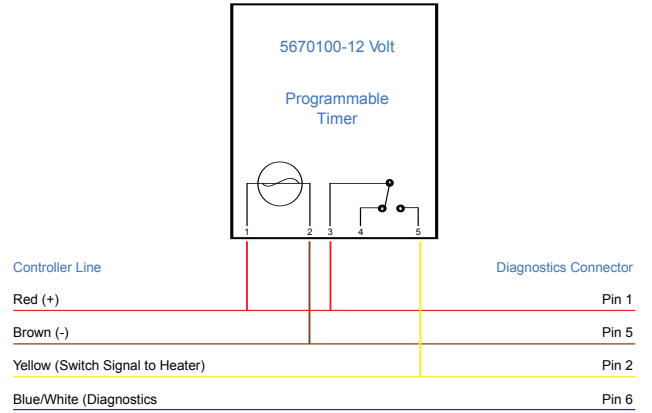 5670100-12 Volt
Programmable
Timer
1 2 3 4 5
Controller Line Diagnostics Connector
Red (+) Pin 1
Brown (-) Pin 5
Yellow (Switch Signal to Heater) Pin 2
Blue/White (Diagnostics Pin 6